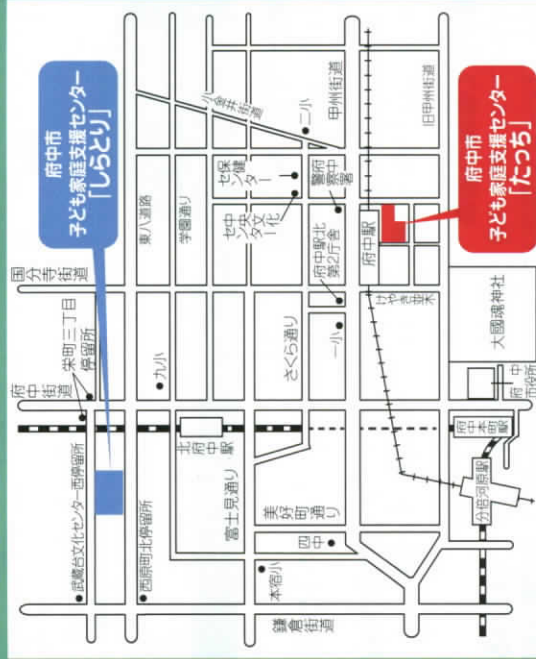 府中市
子ども家庭支援センター
「しらとり」
府中市
子ども家庭支援センター
「たっち」
国分寺街道
栄町三丁目
停留所
府中街道
武蔵台文化センター西停留所
西原町北停留所
東八道路
学園通り
小金井街道
二小
甲州街道
旧甲州街道
保健
センター
中央文化
センター
府中
警察署
府中駅北
第2庁舎
府中駅
けやき並木
さくら通り
一小
九小
北府中駅
富士見通り
美好町通り
四中
本宿小
鎌倉街道
大國魂神社
府中
市役所
府中本町駅
分倍河原駅